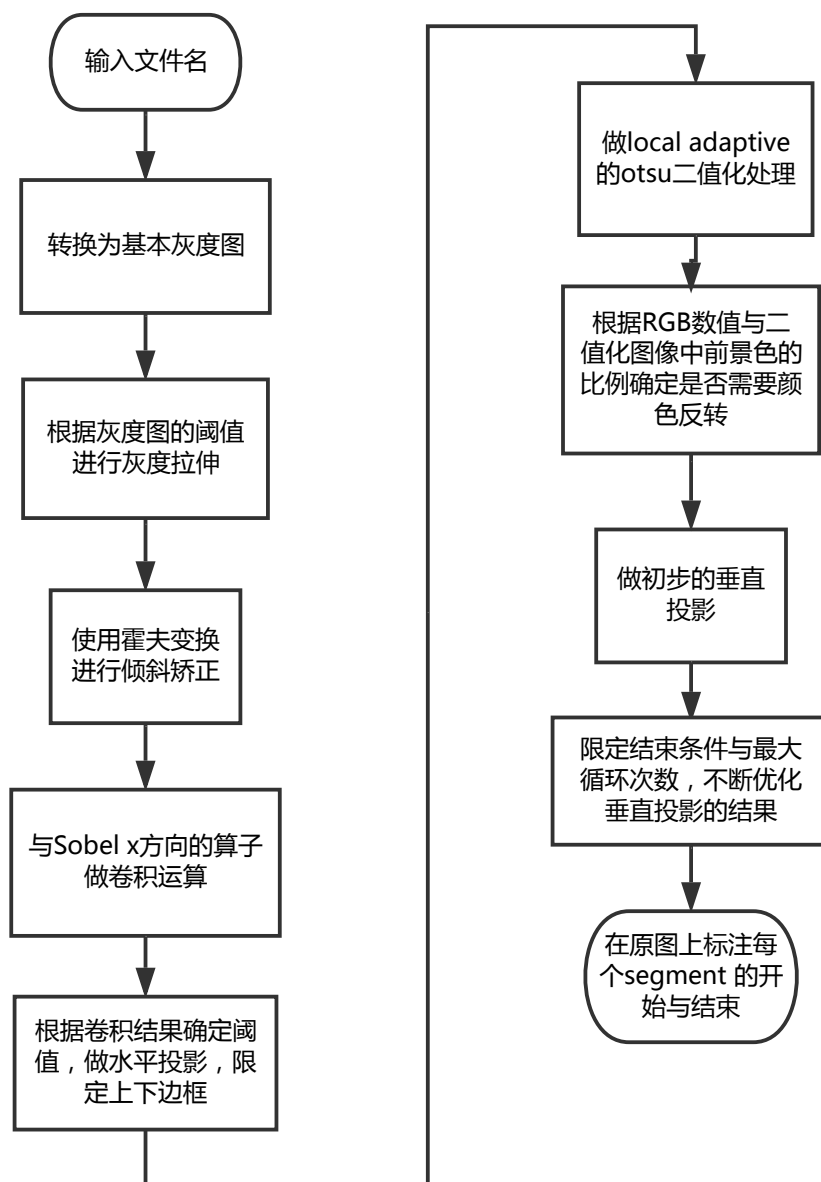 输入文件名
转换为基本灰度图
根据灰度图的阈值
进行灰度拉伸
使用霍夫变换
进行倾斜矫正
与Sobel x方向的算子
做卷积运算
根据卷积结果确定阈
值，做水平投影，限
定上下边框
做local adaptive
的otsu二值化处理
根据RGB数值与二
值化图像中前景色的
比例确定是否需要颜
色反转
做初步的垂直
投影
限定结束条件与最大
循环次数，不断优化
垂直投影的结果
在原图上标注每
个segment 的开
始与结束